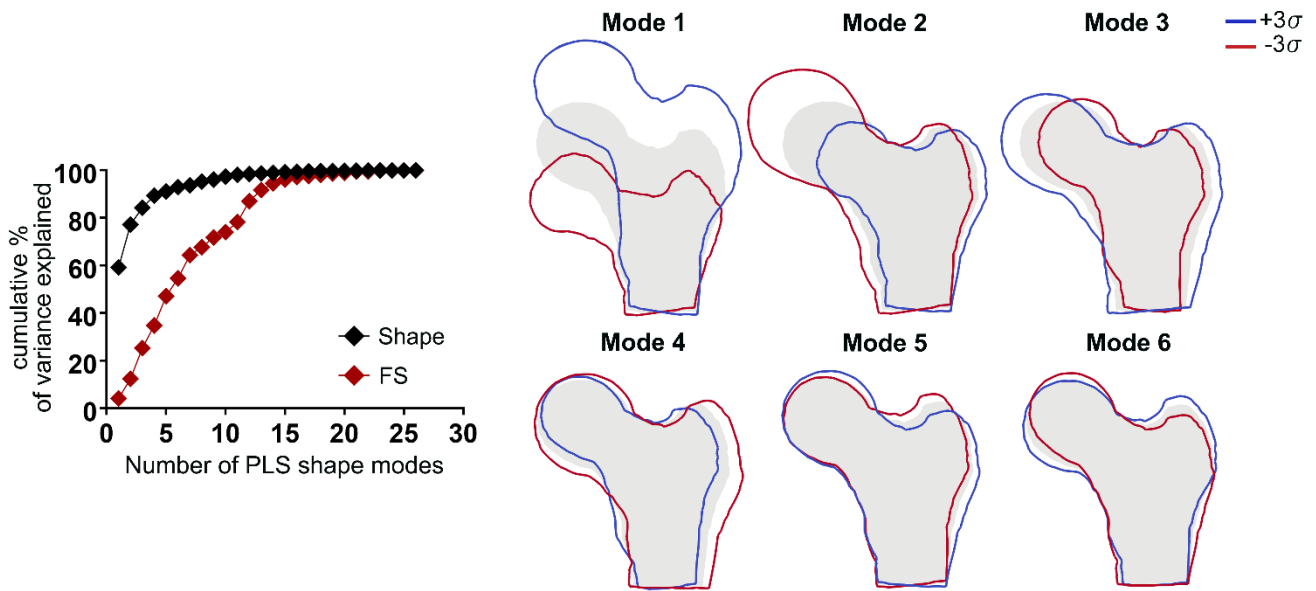 Mode 1
Mode 2
Mode 3
+3σ
-3σ
cumulative %
of variance explained
100
80
60
40
20
0
Shape
FS
0
5
10
15
20
25
30
Number of PLS shape modes
Mode 4
Mode 5
Mode 6